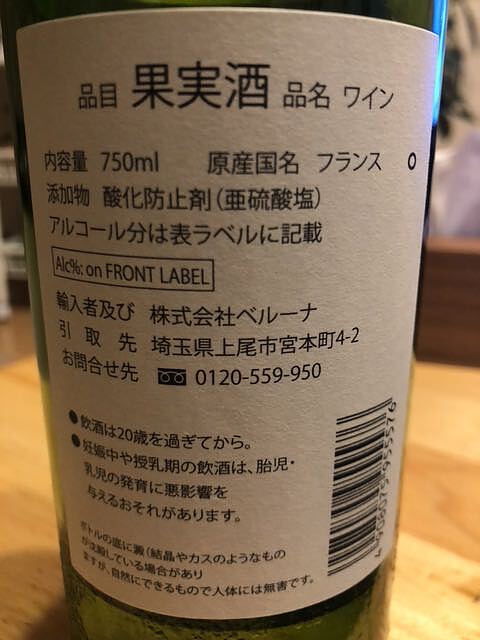 品目 果実酒 品名 ワイン
内容量 750ml 原産国名 フランス
添加物 酸化防止剤(亜硫酸塩)
アルコール分は表ラベルに記載
Alc%: on FRONT LABEL
輸入者及び 株式会社ベルーナ
引取先 埼玉県上尾市宮本町4-2
お問合せ先 0120-559-950
●飲酒は20歳を過ぎてから。
●妊娠中や授乳期の飲酒は、胎児・
乳児の発育に悪影響を
与えるおそれがあります。
ボトルの底に澱(結晶やカスのようなもの
が沈殿している場合があり
ますが、自然にできるもので人体には無害です。